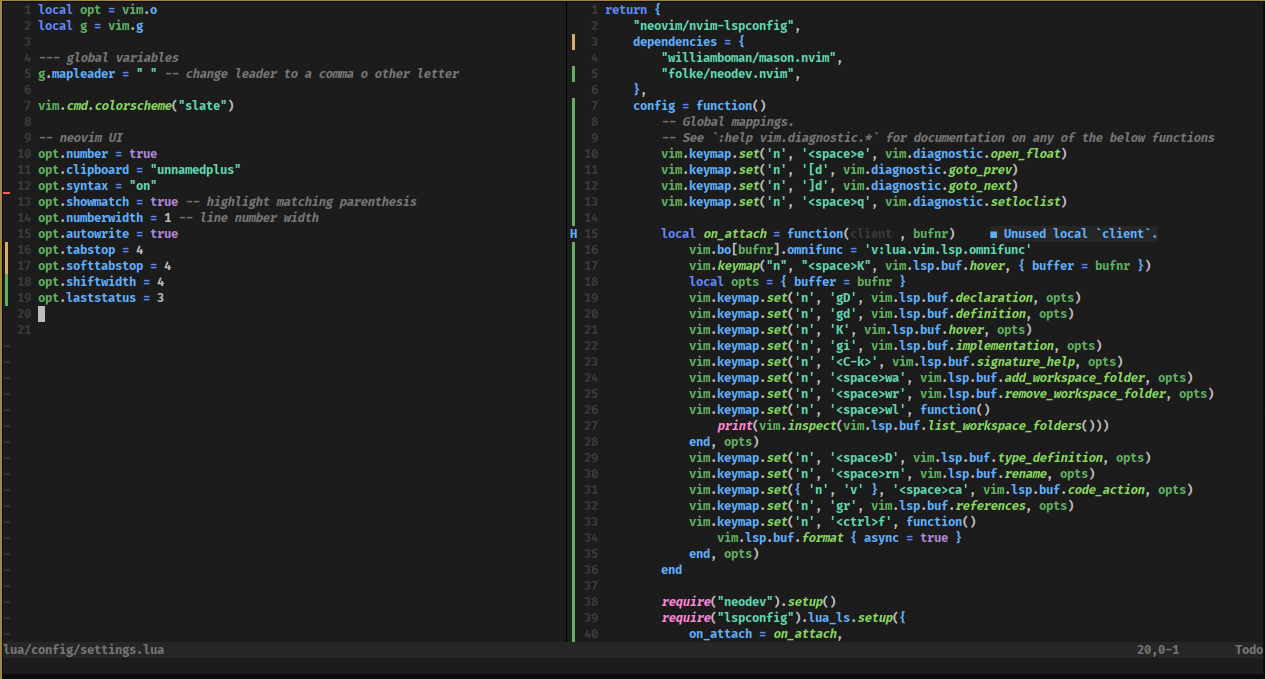 1 local opt = vim.o
2 local g = vim.g
3
4 --- global variables
5 g.mapleader = " " -- change leader to a comma o other letter
6
7 vim.cmd.colorscheme("slate")
8
9 -- neovim UI
10 opt.number = true
11 opt.clipboard = "unnamedplus"
12 opt.syntax = "on"
13 opt.showmatch = true -- highlight matching parenthesis
14 opt.numberwidth = 1 -- line number width
15 opt.autowrite = true
16 opt.tabstop = 4
17 opt.softtabstop = 4
18 opt.shiftwidth = 4
19 opt.laststatus = 3
20
21
1 return {
2     "neovim/nvim-lspconfig",
3     dependencies = {
4         "williamboman/mason.nvim",
5         "folke/neodev.nvim",
6     },
7     config = function()
8         -- Global mappings.
9         -- See `:help vim.diagnostic.*` for documentation on any of the below functions
10         vim.keymap.set('n', '<space>e', vim.diagnostic.open_float)
11         vim.keymap.set('n', '[d', vim.diagnostic.goto_prev)
12         vim.keymap.set('n', ']d', vim.diagnostic.goto_next)
13         vim.keymap.set('n', '<space>q', vim.diagnostic.setloclist)
14
H 15         local on_attach = function(client , bufnr)     ■ Unused local `client`.
16             vim.bo[bufnr].omnifunc = 'v:lua.vim.lsp.omnifunc'
17             vim.keymap("n", "<space>K", vim.lsp.buf.hover, { buffer = bufnr })
18             local opts = { buffer = bufnr }
19             vim.keymap.set('n', 'gD', vim.lsp.buf.declaration, opts)
20             vim.keymap.set('n', 'gd', vim.lsp.buf.definition, opts)
21             vim.keymap.set('n', 'K', vim.lsp.buf.hover, opts)
22             vim.keymap.set('n', 'gi', vim.lsp.buf.implementation, opts)
23             vim.keymap.set('n', '<C-k>', vim.lsp.buf.signature_help, opts)
24             vim.keymap.set('n', '<space>wa', vim.lsp.buf.add_workspace_folder, opts)
25             vim.keymap.set('n', '<space>wr', vim.lsp.buf.remove_workspace_folder, opts)
26             vim.keymap.set('n', '<space>wl', function()
27                 print(vim.inspect(vim.lsp.buf.list_workspace_folders()))
28             end, opts)
29             vim.keymap.set('n', '<space>D', vim.lsp.buf.type_definition, opts)
30             vim.keymap.set('n', '<space>rn', vim.lsp.buf.rename, opts)
31             vim.keymap.set({ 'n', 'v' }, '<space>ca', vim.lsp.buf.code_action, opts)
32             vim.keymap.set('n', 'gr', vim.lsp.buf.references, opts)
33             vim.keymap.set('n', '<ctrl>f', function()
34                 vim.lsp.buf.format { async = true }
35             end, opts)
36         end
37
38         require("neodev").setup()
39         require("lspconfig").lua_ls.setup({
40             on_attach = on_attach,
lua/config/settings.lua 20,0-1 Todo